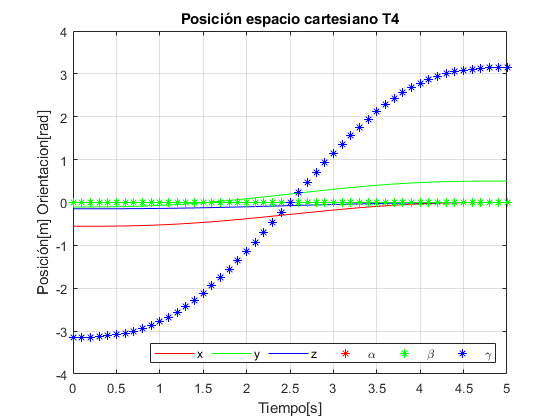 Posición espacio cartesiano T4
Posición[m] Orientacion[rad]
4
3
2
1
0
-1
-2
-3
-4
x y z α β γ
0 0.5 1 1.5 2 2.5 3 3.5 4 4.5 5
Tiempo[s]